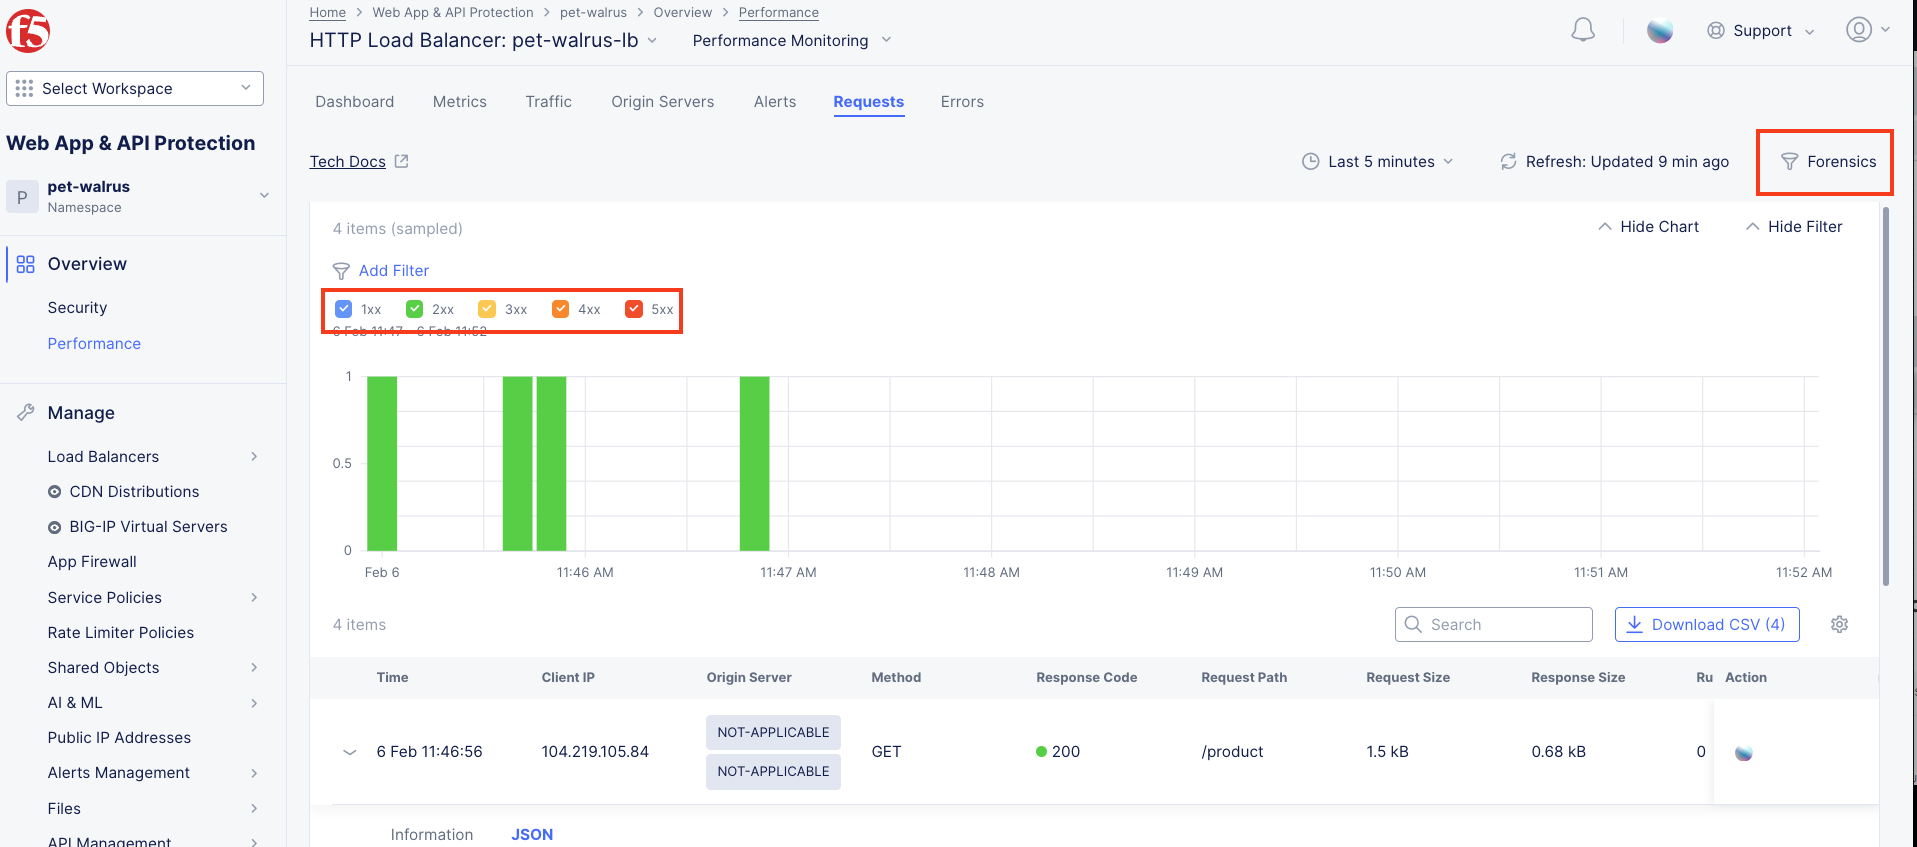 f5
Home > Web App & API Protection > pet-walrus > Overview > Performance
HTTP Load Balancer: pet-walrus-lb
Performance Monitoring
Support
Select Workspace
Web App & API Protection
P
pet-walrus
Namespace
Overview
Security
Performance
Manage
Load Balancers
CDN Distributions
BIG-IP Virtual Servers
App Firewall
Service Policies
Rate Limiter Policies
Shared Objects
AI & ML
Public IP Addresses
Alerts Management
Files
API Management
Dashboard Metrics Traffic Origin Servers Alerts Requests Errors
Tech Docs
Last 5 minutes
Refresh: Updated 9 min ago
Forensics
4 items (sampled)
Hide Chart Hide Filter
Add Filter
1xx 2xx 3xx 4xx 5xx
6 Feb 11:47 - 6 Feb 11:52
1
0.5
0
Feb 6 11:46 AM 11:47 AM 11:48 AM 11:49 AM 11:50 AM 11:51 AM 11:52 AM
4 items
Search
Download CSV (4)
Time Client IP Origin Server Method Response Code Request Path Request Size Response Size Ru Action
6 Feb 11:46:56 104.219.105.84 NOT-APPLICABLE NOT-APPLICABLE GET 200 /product 1.5 kB 0.68 kB 0
Information JSON